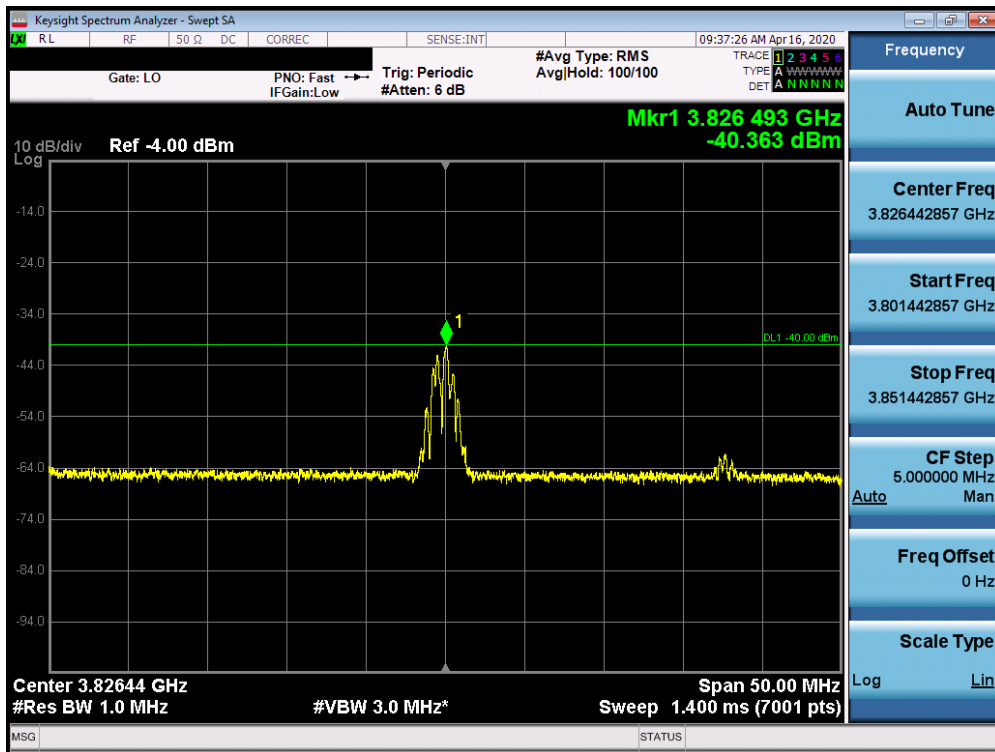 Keysight Spectrum Analyzer - Swept SA
LXI RL RF 50 Ω DC CORREC SENSE:INT 09:37:26 AM Apr 16, 2020
Gate: LO
PNO: Fast
IFGain:Low
Trig: Periodic
#Atten: 6 dB
#Avg Type: RMS
Avg|Hold: 100/100
TRACE 1 2 3 4 5 6
TYPE A WWWWW
DET A N N N N N
Mkr1 3.826 493 GHz
-40.363 dBm
10 dB/div Ref -4.00 dBm
Log
-14.0
-24.0
-34.0
1
DL1 -40.00 dBm
-44.0
-54.0
-64.0
-74.0
-84.0
-94.0
Center 3.82644 GHz Span 50.00 MHz
#Res BW 1.0 MHz #VBW 3.0 MHz* Sweep 1.400 ms (7001 pts)
MSG STATUS
Frequency
Auto Tune
Center Freq
3.826442857 GHz
Start Freq
3.801442857 GHz
Stop Freq
3.851442857 GHz
CF Step
5.000000 MHz
Auto Man
Freq Offset
0 Hz
Scale Type
Log Lin